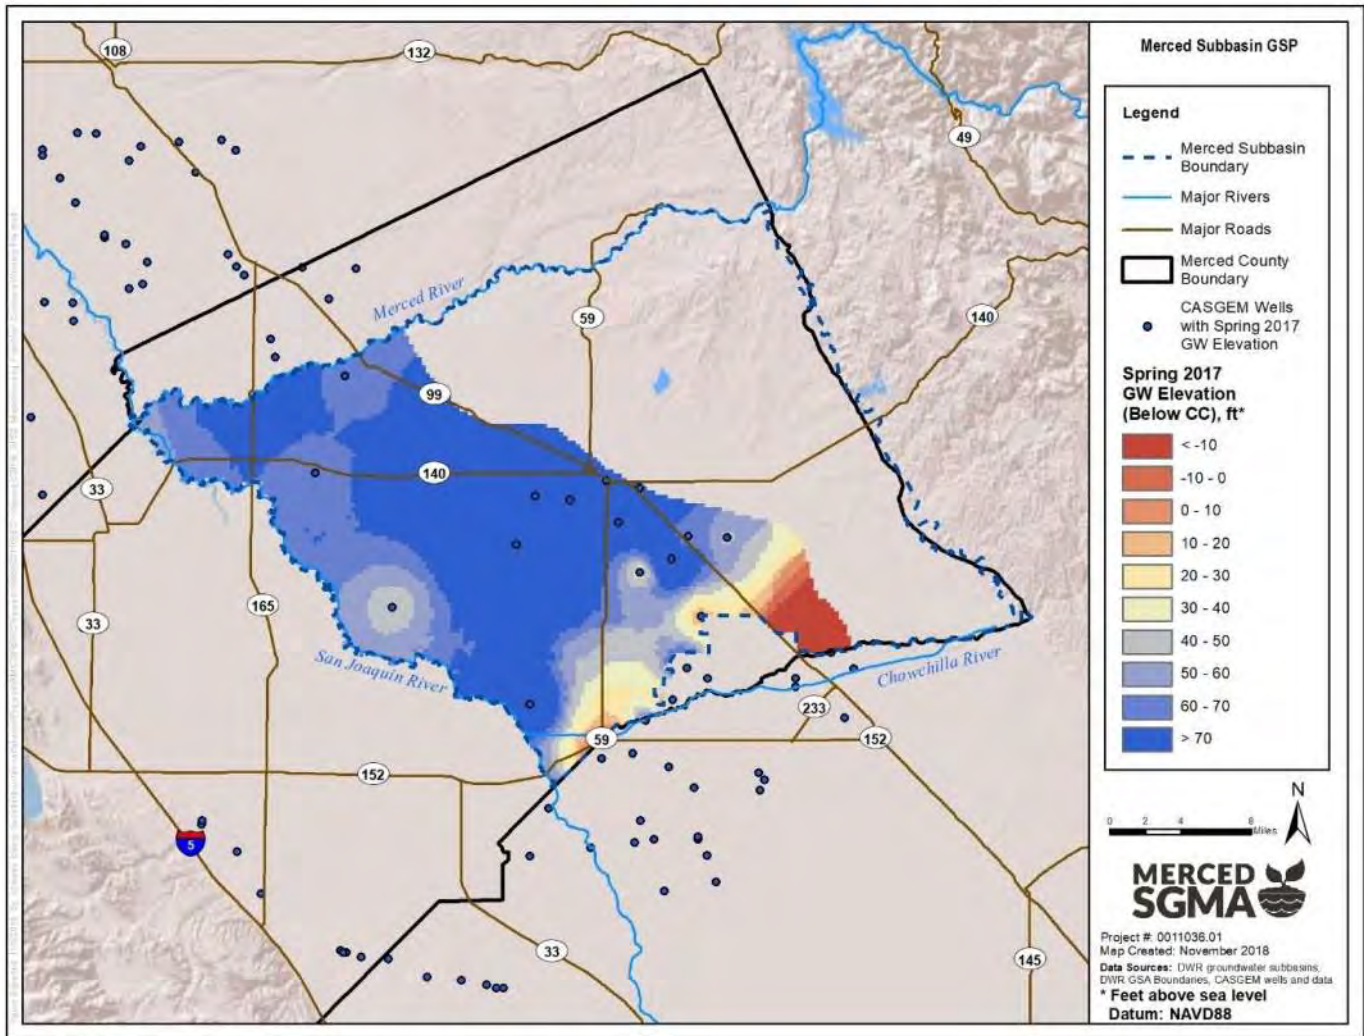 Merced Subbasin GSP
Legend
Merced Subbasin
Boundary
Major Rivers
Major Roads
Merced County
Boundary
CASGEM Wells
with Spring 2017
GW Elevation
Spring 2017
GW Elevation
(Below CC), ft*
< -10
-10 - 0
0 - 10
10 - 20
20 - 30
30 - 40
40 - 50
50 - 60
60 - 70
> 70
N
0 2 4 8
Miles
MERCED
SGMA
Project #: 0011036.01
Map Created: November 2018
Data Sources: DWR groundwater subbasins,
DWR GSA Boundaries, CASGEM wells and data
* Feet above sea level
Datum: NAVD88
108
132
49
Merced River
59
140
99
140
33
33
165
San Joaquin River
Chowchilla River
233
59
152
152
5
33
145